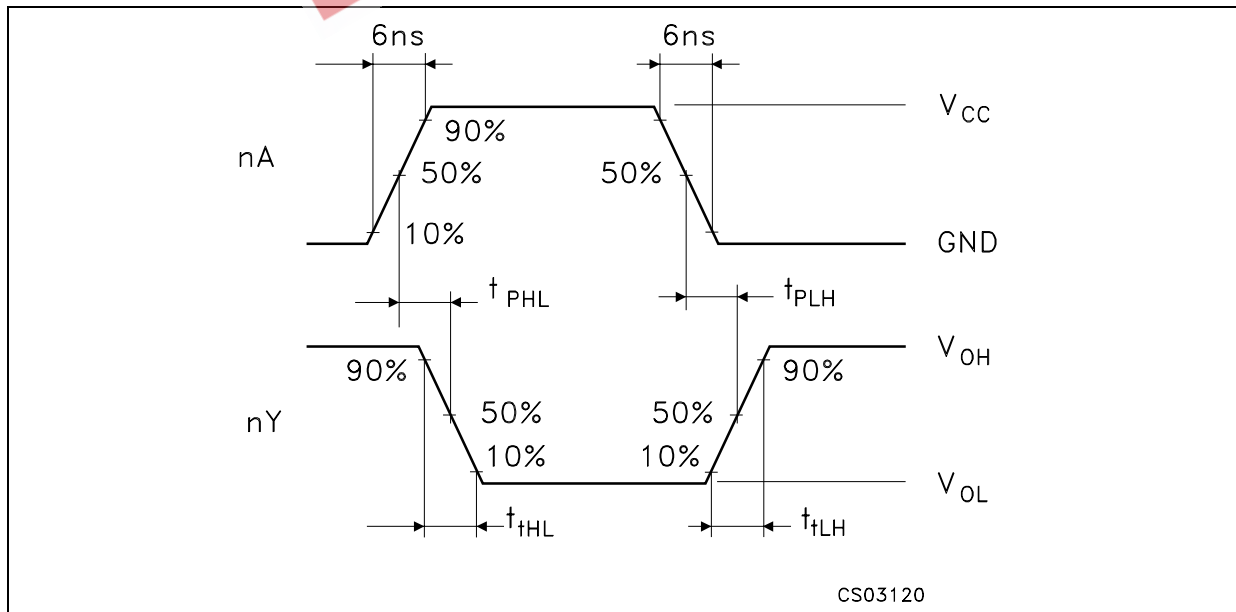 6ns 6ns
V_CC
90%
nA
50% 50%
10%
GND
t_PHL t_PLH
V_OH
90% 90%
50% 50%
nY
10% 10%
V_OL
t_tHL t_tLH
CS03120